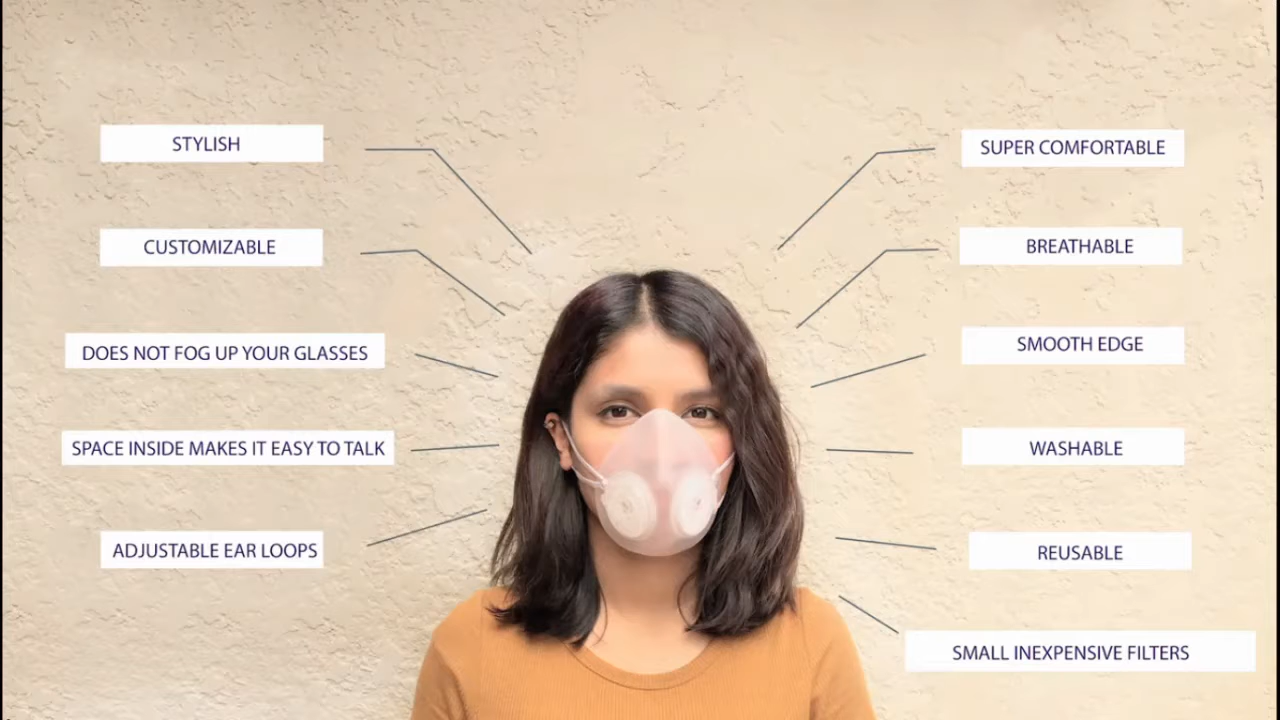 STYLISH
CUSTOMIZABLE
DOES NOT FOG UP YOUR GLASSES
SPACE INSIDE MAKES IT EASY TO TALK
ADJUSTABLE EAR LOOPS
SUPER COMFORTABLE
BREATHABLE
SMOOTH EDGE
WASHABLE
REUSABLE
SMALL INEXPENSIVE FILTERS